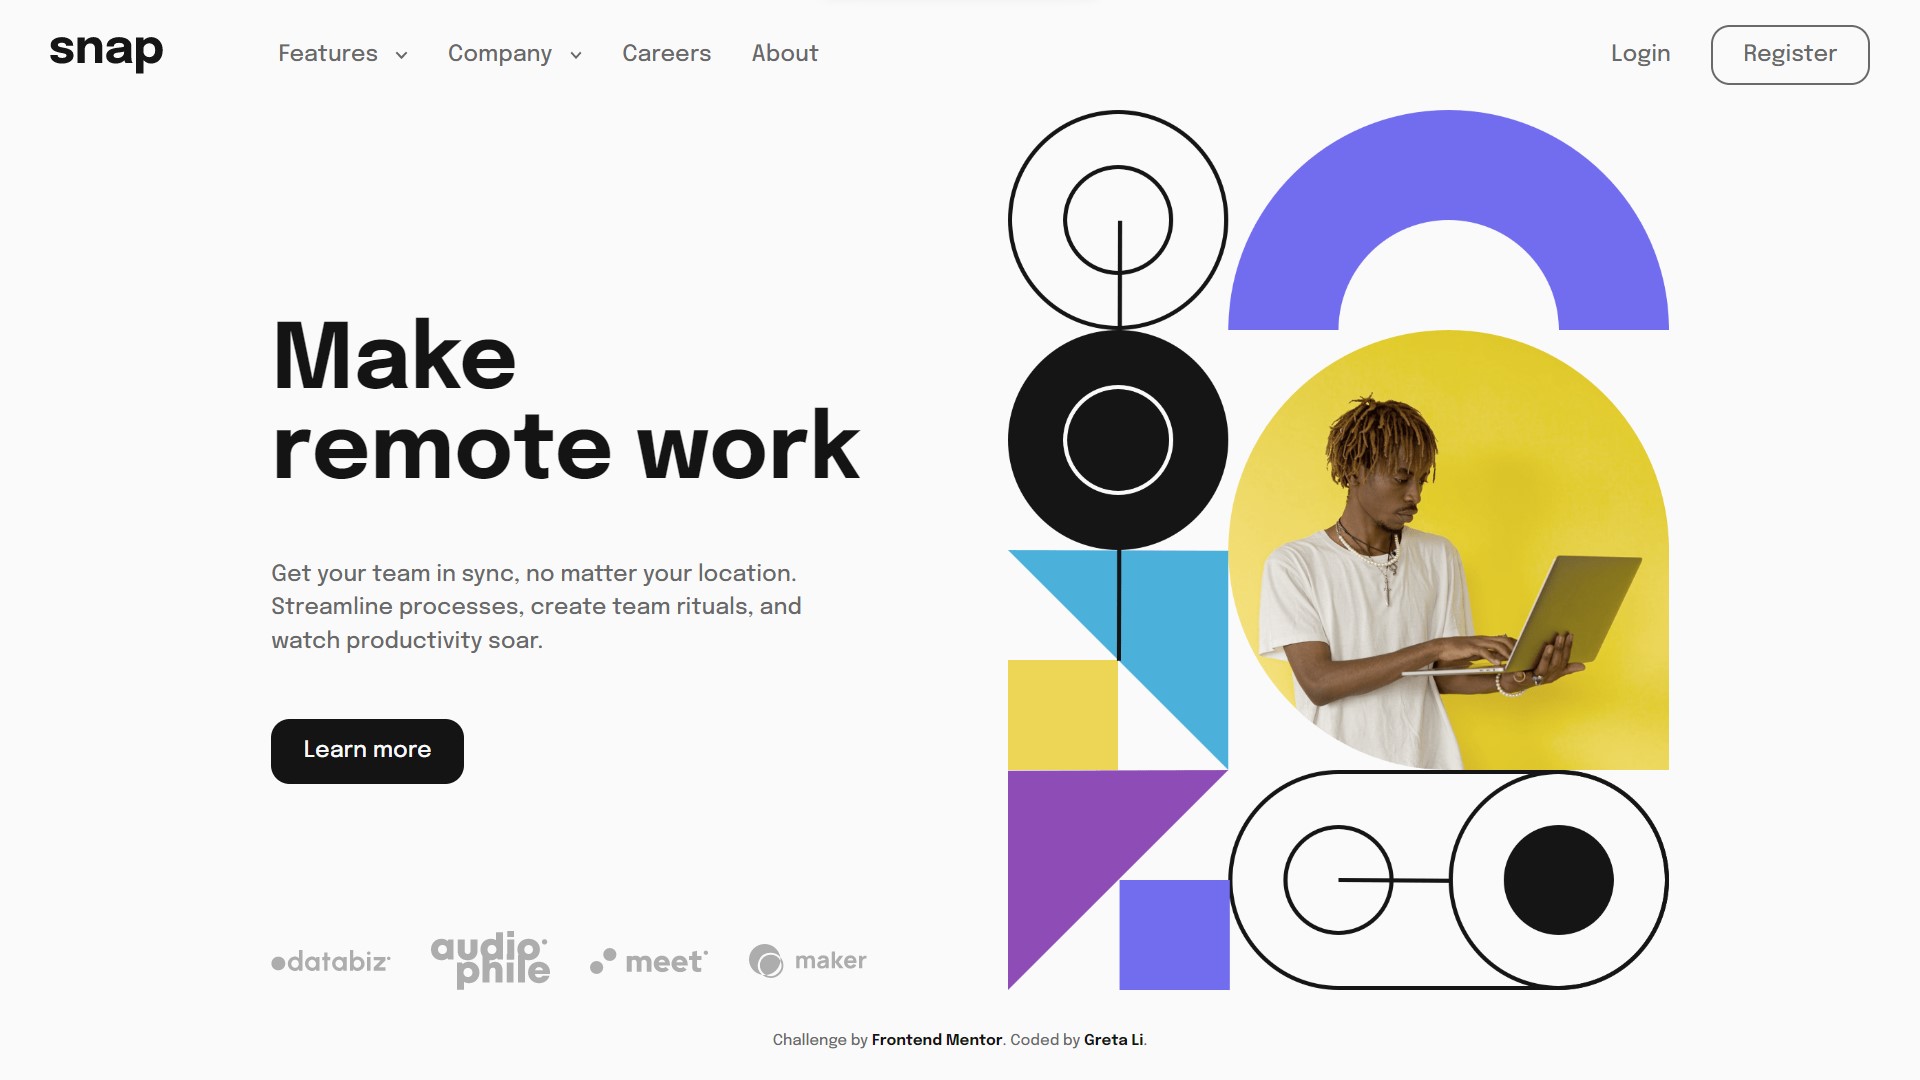 snap
Features
Company
Careers
About
Login
Register
Make
remote work
Get your team in sync, no matter your location.
Streamline processes, create team rituals, and
watch productivity soar.
Learn more
databiz
audio
phile
meet
maker
Challenge by Frontend Mentor. Coded by Greta Li.